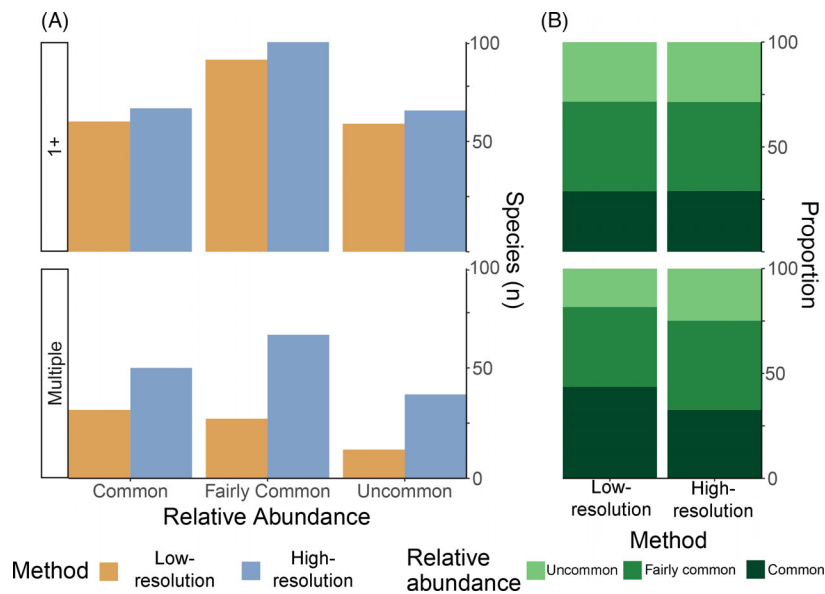 (A)
(B)
1+
100
50
Species (n)
100
50
Proportion
Multiple
100
50
0
100
50
0
Common
Fairly Common
Uncommon
Relative Abundance
Low-
resolution
High-
resolution
Method
Method
Low-
resolution
High-
resolution
Relative
abundance
Uncommon
Fairly common
Common